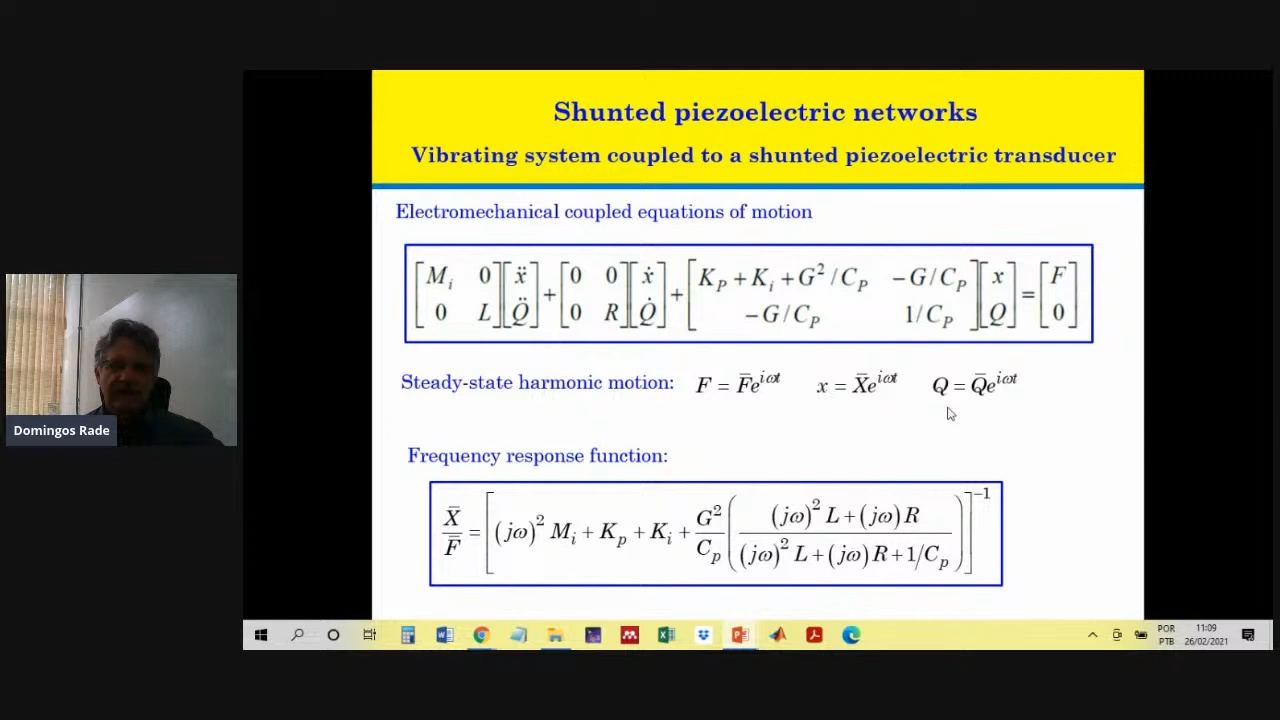 Shunted piezoelectric networks
Vibrating system coupled to a shunted piezoelectric transducer
Electromechanical coupled equations of motion
[M_i 0; 0 L][ẍ; Q̈] + [0 0; 0 R][ẋ; Q̇] + [K_P + K_i + G²/C_P −G/C_P; −G/C_P 1/C_P][x; Q] = [F; 0]
Steady-state harmonic motion: F = F̄e^{iωt} x = X̄e^{iωt} Q = Q̄e^{iωt}
Frequency response function:
X̄/F̄ = [(jω)² M_i + K_p + K_i + G²/C_p ((jω)² L + (jω) R / (jω)² L + (jω) R + 1/C_p)]^{−1}
Domingos Rade
POR
PTB
11:09
26/02/2021